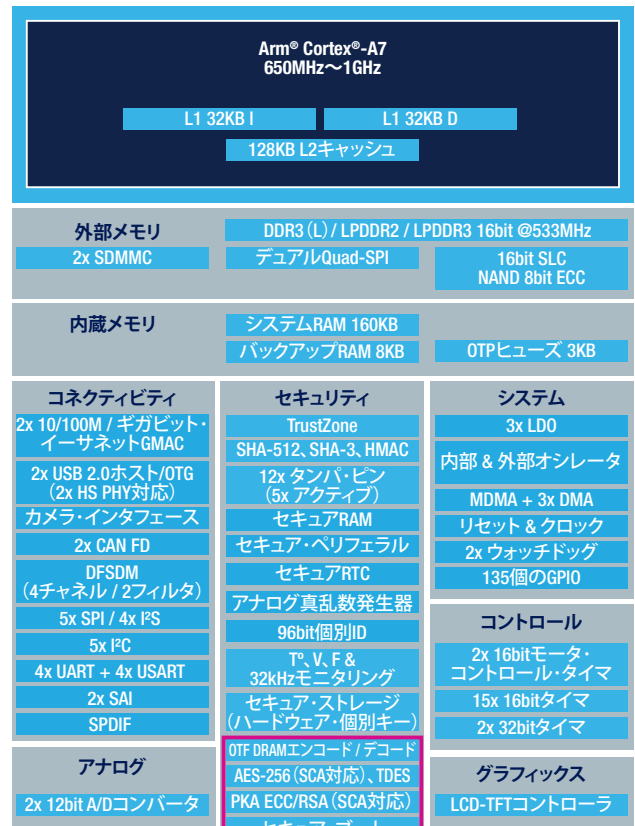 Arm® Cortex®-A7
650MHz～1GHz
L1 32KB I
L1 32KB D
128KB L2キャッシュ
外部メモリ
DDR3（L）/ LPDDR2 / LPDDR3 16bit @533MHz
2x SDMMC
デュアルQuad-SPI
16bit SLC
NAND 8bit ECC
内蔵メモリ
システムRAM 160KB
バックアップRAM 8KB
OTPヒューズ 3KB
コネクティビティ
2x 10/100M / ギガビット・
イーサネットGMAC
2x USB 2.0ホスト/OTG
（2x HS PHY対応）
カメラ・インタフェース
2x CAN FD
DFSDM
（4チャネル / 2フィルタ）
5x SPI / 4x I²S
5x I²C
4x UART + 4x USART
2x SAI
SPDIF
アナログ
2x 12bit A/Dコンバータ
セキュリティ
TrustZone
SHA-512、SHA-3、HMAC
12x タンパ・ピン
（5x アクティブ）
セキュアRAM
セキュア・ペリフェラル
セキュアRTC
アナログ真乱数発生器
96bit個別ID
Tº、V、F &
32kHzモニタリング
セキュア・ストレージ
（ハードウェア・個別キー）
OTF DRAMエンコード / デコード
AES-256（SCA対応）、TDES
PKA ECC/RSA（SCA対応）
セキュア・ブート
システム
3x LDO
内部 & 外部オシレータ
MDMA + 3x DMA
リセット & クロック
2x ウォッチドッグ
135個のGPIO
コントロール
2x 16bitモータ・
コントロール・タイマ
15x 16bitタイマ
2x 32bitタイマ
グラフィックス
LCD-TFTコントローラ